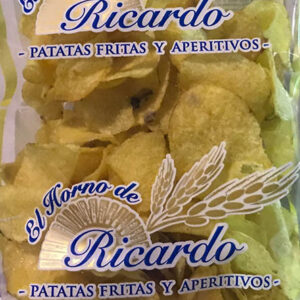 Ricardo
- PATATAS FRITAS Y APERITIVOS -
El Horno de
Ricardo
- PATATAS FRITAS Y APERITIVOS -